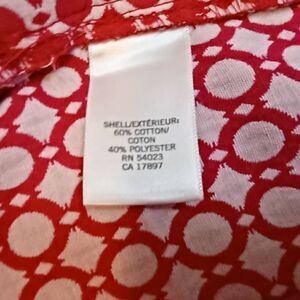 SHELL/EXTÉRIEUR:
60% COTTON/
COTON
40% POLYESTER
RN 54023
CA 17897